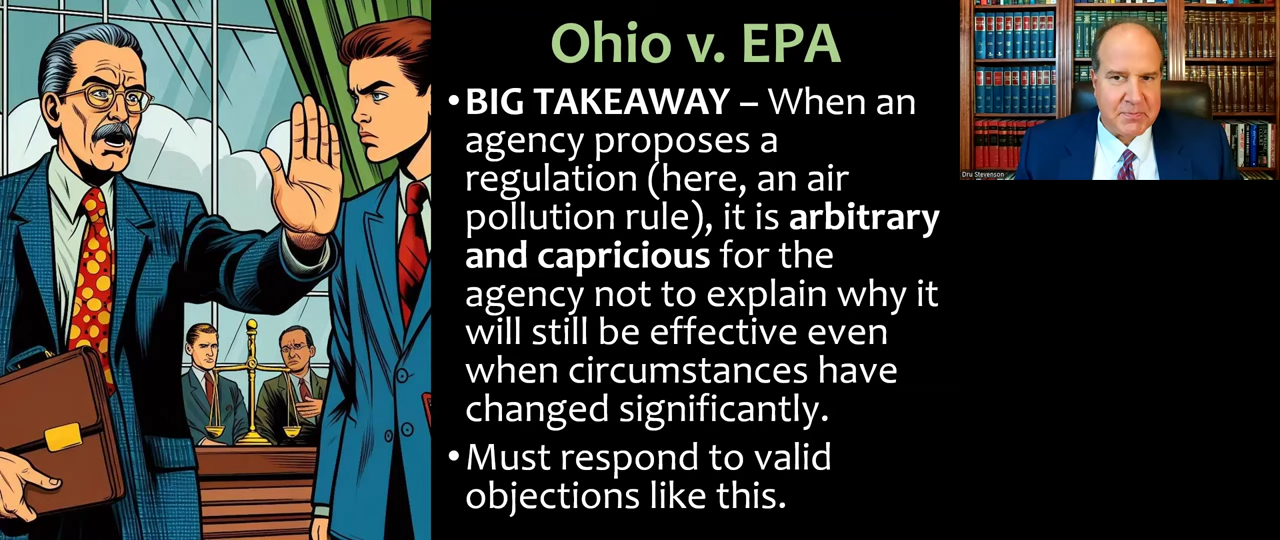 Ohio v. EPA
•BIG TAKEAWAY – When an
agency proposes a
regulation (here, an air
pollution rule), it is arbitrary
and capricious for the
agency not to explain why it
will still be effective even
when circumstances have
changed significantly.
•Must respond to valid
objections like this.
Dru Stevenson